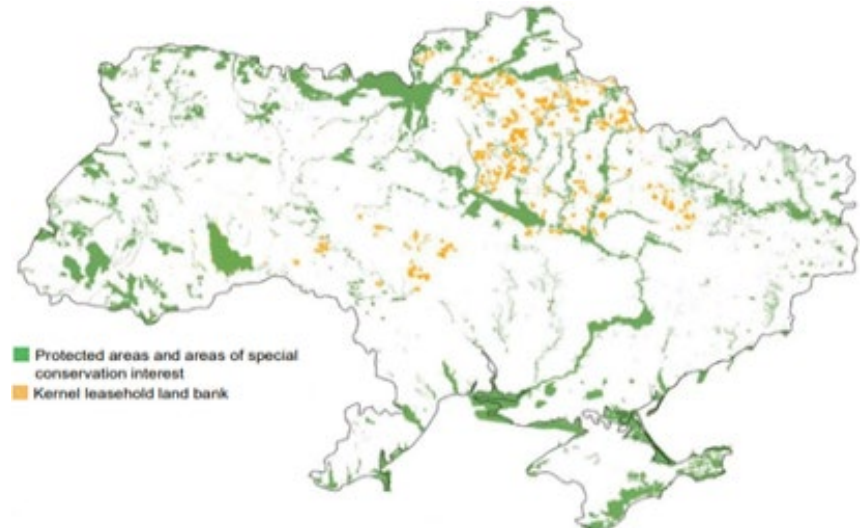 Protected areas and areas of special
conservation interest
Kernel leasehold land bank